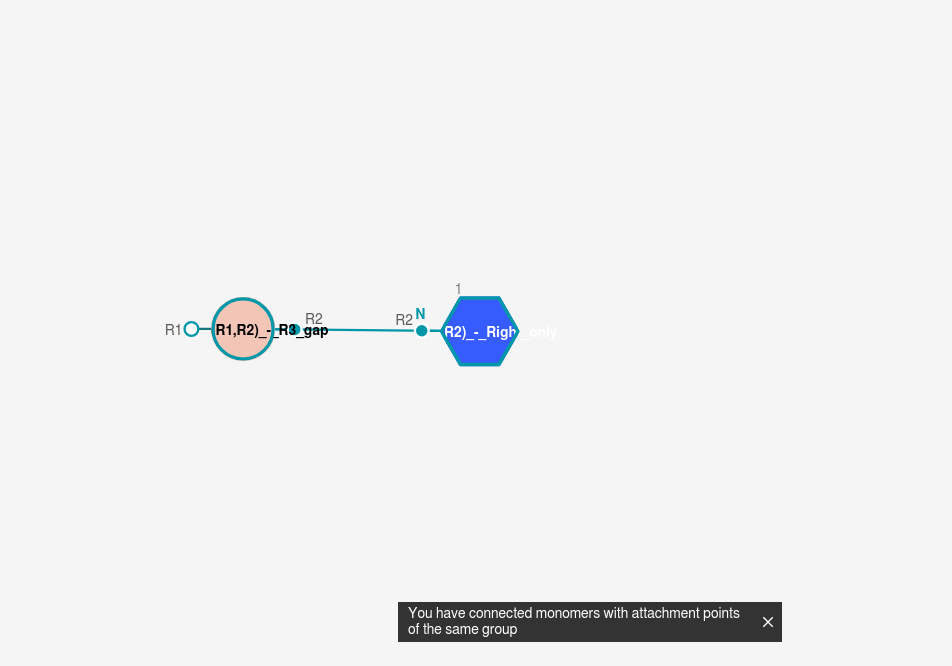 1
N
R2
R2
R1
R1,R2)_-_R3_gap
R2)_-_Righ_only
You have connected monomers with attachment points
of the same group